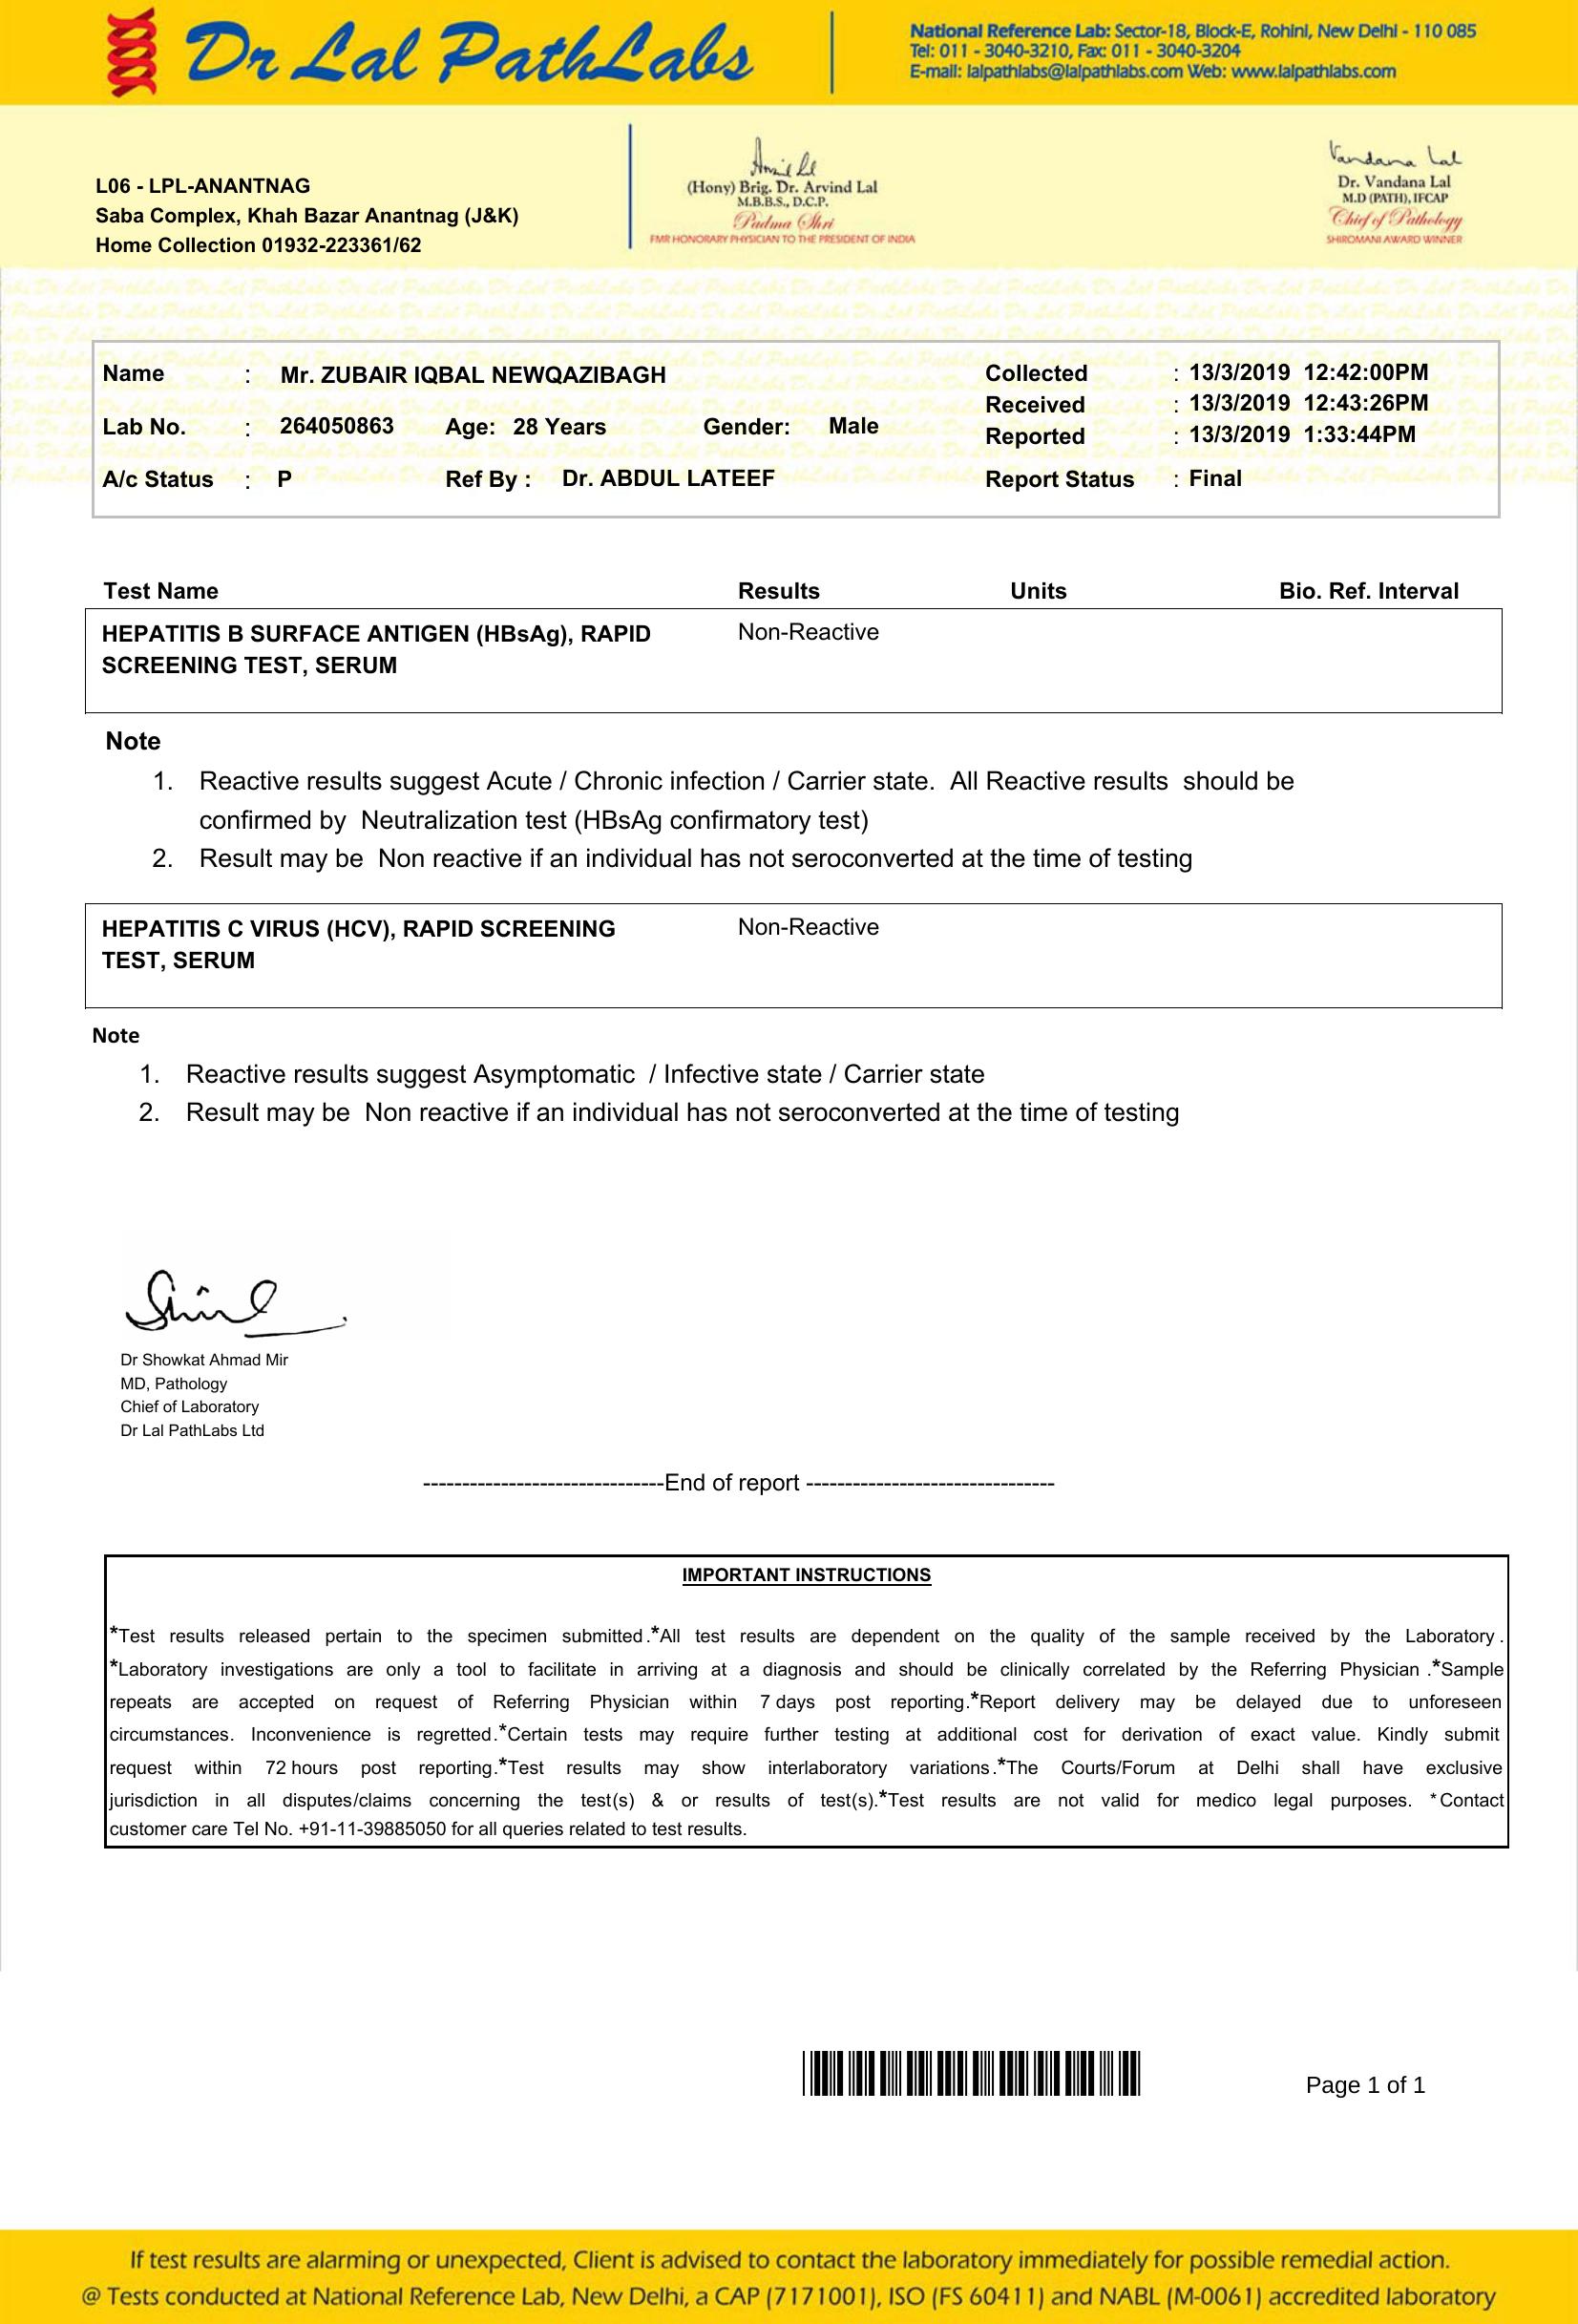 Dr Lal PathLabs
National Reference Lab: Sector-18, Block-E, Rohini, New Delhi - 110 085
Tel: 011 - 3040-3210, Fax: 011 - 3040-3204
E-mail: lalpathlabs@lalpathlabs.com Web: www.lalpathlabs.com
L06 - LPL-ANANTNAG
Saba Complex, Khah Bazar Anantnag (J&K)
Home Collection 01932-223361/62
(Hony) Brig. Dr. Arvind Lal
M.B.B.S., D.C.P.
Padma Shri
FMR HONORARY PHYSICIAN TO THE PRESIDENT OF INDIA
Vandana Lal
Dr. Vandana Lal
M.D (PATH), IFCAP
Chief of Pathology
SHIROMANI AWARD WINNER
Name : Mr. ZUBAIR IQBAL NEWQAZIBAGH
Collected : 13/3/2019 12:42:00PM
Received : 13/3/2019 12:43:26PM
Lab No. : 264050863 Age: 28 Years Gender: Male
Reported : 13/3/2019 1:33:44PM
A/c Status : P Ref By : Dr. ABDUL LATEEF Report Status : Final
Test Name Results Units Bio. Ref. Interval
HEPATITIS B SURFACE ANTIGEN (HBsAg), RAPID Non-Reactive
SCREENING TEST, SERUM
Note
1. Reactive results suggest Acute / Chronic infection / Carrier state. All Reactive results should be
confirmed by Neutralization test (HBsAg confirmatory test)
2. Result may be Non reactive if an individual has not seroconverted at the time of testing
HEPATITIS C VIRUS (HCV), RAPID SCREENING Non-Reactive
TEST, SERUM
Note
1. Reactive results suggest Asymptomatic / Infective state / Carrier state
2. Result may be Non reactive if an individual has not seroconverted at the time of testing
Dr Showkat Ahmad Mir
MD, Pathology
Chief of Laboratory
Dr Lal PathLabs Ltd
-------------------------------End of report --------------------------------
IMPORTANT INSTRUCTIONS
*Test results released pertain to the specimen submitted.*All test results are dependent on the quality of the sample received by the Laboratory.
*Laboratory investigations are only a tool to facilitate in arriving at a diagnosis and should be clinically correlated by the Referring Physician.*Sample
repeats are accepted on request of Referring Physician within 7 days post reporting.*Report delivery may be delayed due to unforeseen
circumstances. Inconvenience is regretted.*Certain tests may require further testing at additional cost for derivation of exact value. Kindly submit
request within 72 hours post reporting.*Test results may show interlaboratory variations.*The Courts/Forum at Delhi shall have exclusive
jurisdiction in all disputes/claims concerning the test(s) & or results of test(s).*Test results are not valid for medico legal purposes. *Contact
customer care Tel No. +91-11-39885050 for all queries related to test results.
Page 1 of 1
If test results are alarming or unexpected, Client is advised to contact the laboratory immediately for possible remedial action.
@ Tests conducted at National Reference Lab, New Delhi, a CAP (7171001), ISO (FS 60411) and NABL (M-0061) accredited laboratory